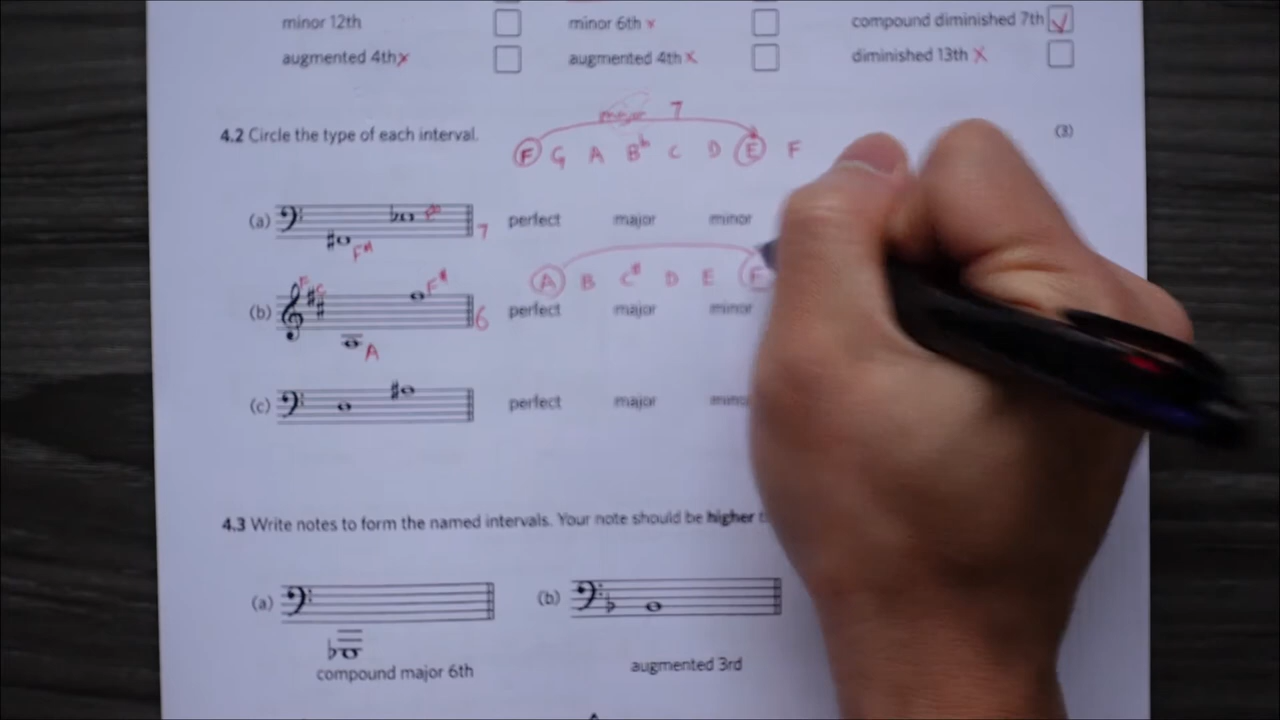 minor 12th minor 6th x compound diminished 7th ✓
augmented 4th x augmented 4th x diminished 13th x
major 7
4.2 Circle the type of each interval. (3)
F G A B♭ C D E F
(a) F# 7 perfect major minor
A B C# D E F
(b) F C F# A 6 perfect major minor
(c) perfect major
4.3 Write notes to form the named intervals. Your note should be higher
(a) (b)
compound major 6th augmented 3rd